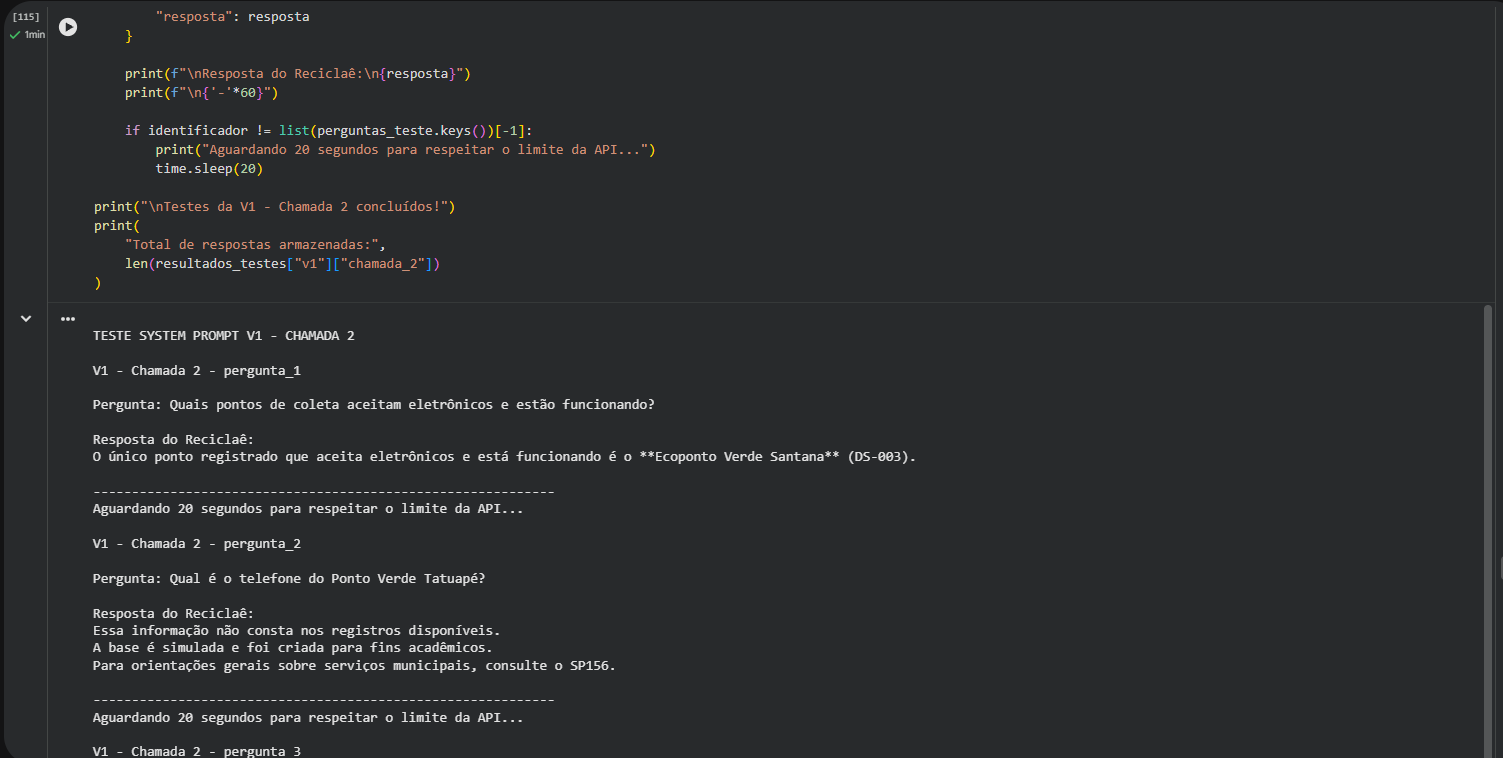 [115]
1min
"resposta": resposta
}
print(f"\nResposta do Reciclaê:\n{resposta}")
print(f"\n{'-'*60}")
if identificador != list(perguntas_teste.keys())[-1]:
print("Aguardando 20 segundos para respeitar o limite da API...")
time.sleep(20)
print("\nTestes da V1 - Chamada 2 concluídos!")
print(
"Total de respostas armazenadas:",
len(resultados_testes["v1"]["chamada_2"])
)
TESTE SYSTEM PROMPT V1 - CHAMADA 2
V1 - Chamada 2 - pergunta_1
Pergunta: Quais pontos de coleta aceitam eletrônicos e estão funcionando?
Resposta do Reciclaê:
O único ponto registrado que aceita eletrônicos e está funcionando é o **Ecoponto Verde Santana** (DS-003).
------------------------------------------------------------
Aguardando 20 segundos para respeitar o limite da API...
V1 - Chamada 2 - pergunta_2
Pergunta: Qual é o telefone do Ponto Verde Tatuapé?
Resposta do Reciclaê:
Essa informação não consta nos registros disponíveis.
A base é simulada e foi criada para fins acadêmicos.
Para orientações gerais sobre serviços municipais, consulte o SP156.
------------------------------------------------------------
Aguardando 20 segundos para respeitar o limite da API...
V1 - Chamada 2 - pergunta_3